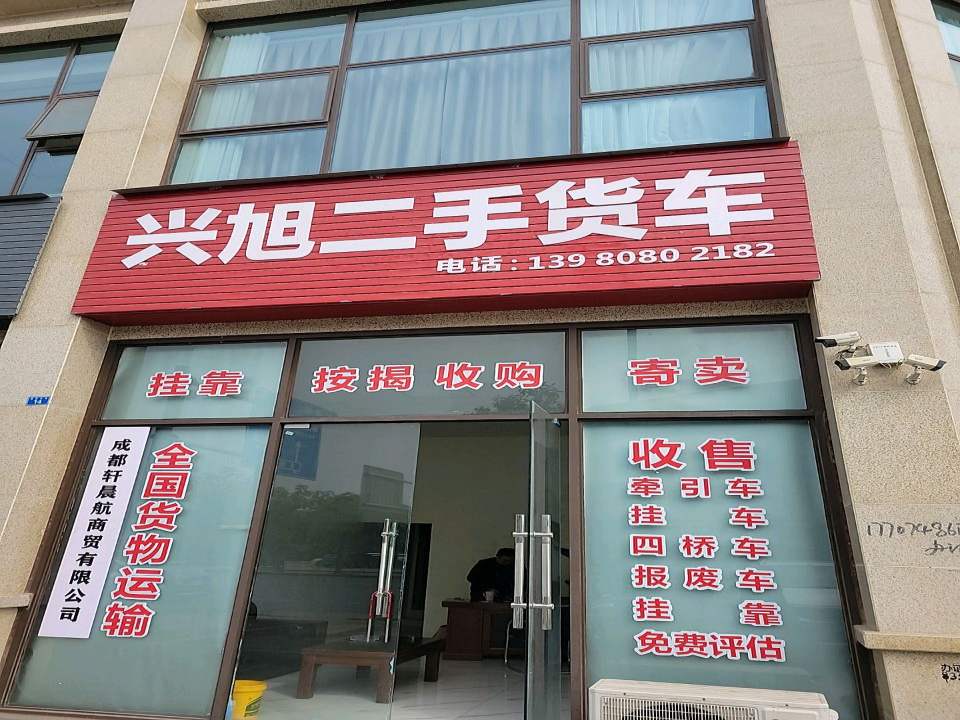 兴旭二手货车
电话：139 8080 2182
挂靠
按揭 收购
寄卖
成都轩晨航商贸有限公司
全国货物运输
收售
牵引车
挂车
四桥车
报废车
挂靠
免费评估